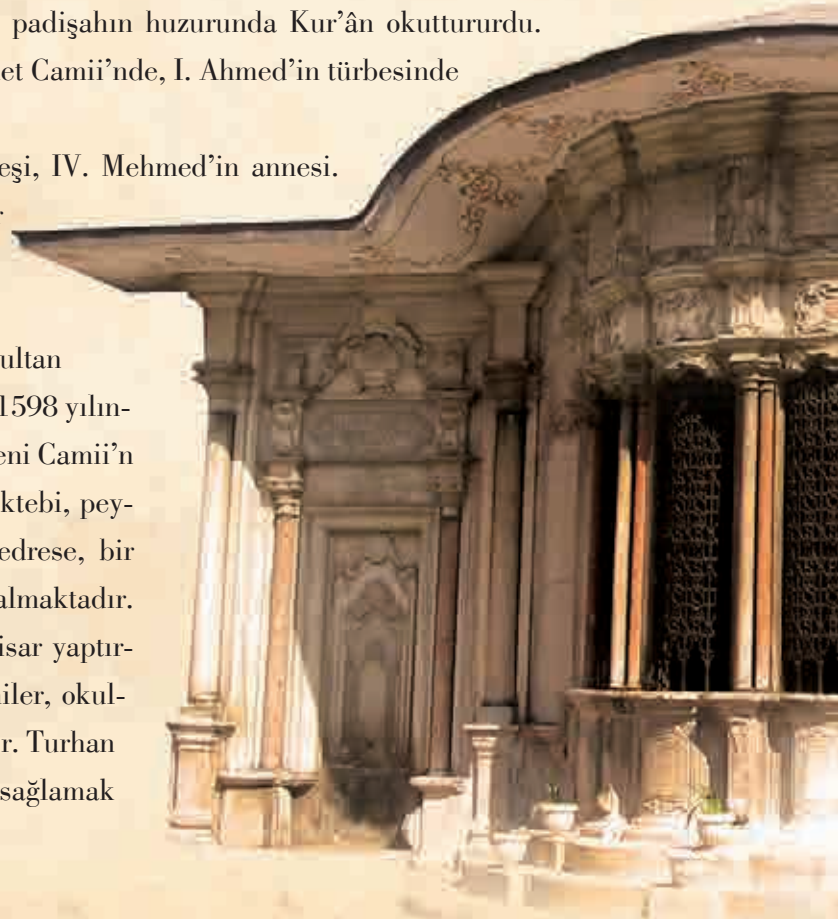 padişahın huzurunda Kur’ân okuttururdu.
et Camii’nde, I. Ahmed’in türbesinde
eşi, IV. Mehmed’in annesi.
ultan
1598 yılın-
eni Camii’n
ktebi, pey-
edrese, bir
almaktadır.
isar yaptır-
iler, okul-
r. Turhan
sağlamak